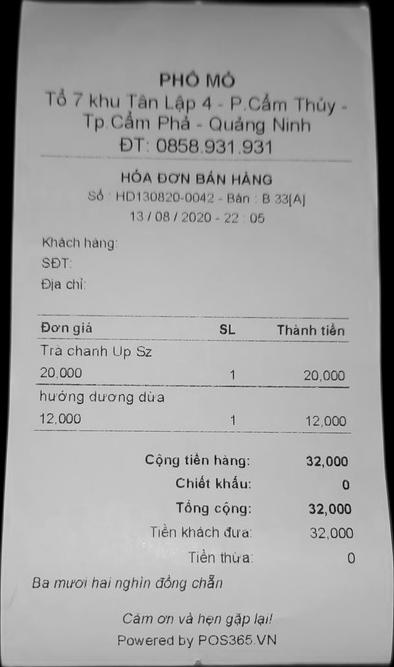 PHỐ MỎ
Tổ 7 khu Tân Lập 4 - P.Cẩm Thủy -
Tp.Cẩm Phả - Quảng Ninh
ĐT: 0858.931.931
HÓA ĐƠN BÁN HÀNG
Số : HD130820-0042 - Bàn : B 33[A]
13 / 08 / 2020 - 22 : 05
Khách hàng:
SĐT:
Địa chỉ:
Đơn giá SL Thành tiền
Trà chanh Up Sz
20,000 1 20,000
hướng dương dừa
12,000 1 12,000
Cộng tiền hàng: 32,000
Chiết khấu: 0
Tổng cộng: 32,000
Tiền khách đưa: 32,000
Tiền thừa: 0
Ba mươi hai nghìn đồng chẵn
Cảm ơn và hẹn gặp lại!
Powered by POS365.VN